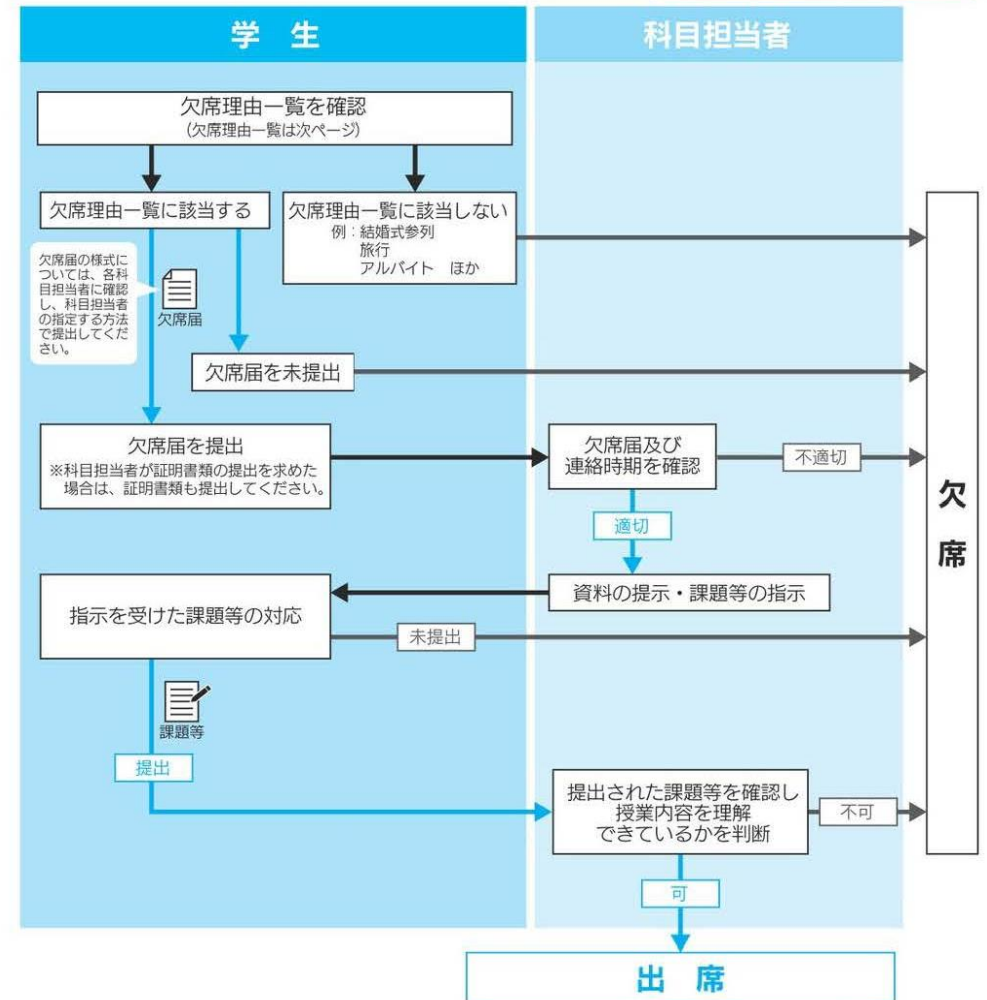 学 生
科目担当者
欠席理由一覧を確認
（欠席理由一覧は次ページ）
欠席理由一覧に該当する
欠席理由一覧に該当しない
例：結婚式参列
旅行
アルバイト ほか
欠席届の様式に
ついては、各科
目担当者に確認
し、科目担当者
の指定する方法
で提出してくだ
さい。
欠席届
欠席届を未提出
欠席届を提出
※科目担当者が証明書類の提出を求めた
場合は、証明書類も提出してください。
欠席届及び
連絡時期を確認
不適切
適切
資料の提示・課題等の指示
指示を受けた課題等の対応
未提出
課題等
提出
提出された課題等を確認し
授業内容を理解
できているかを判断
不可
可
欠
席
出 席